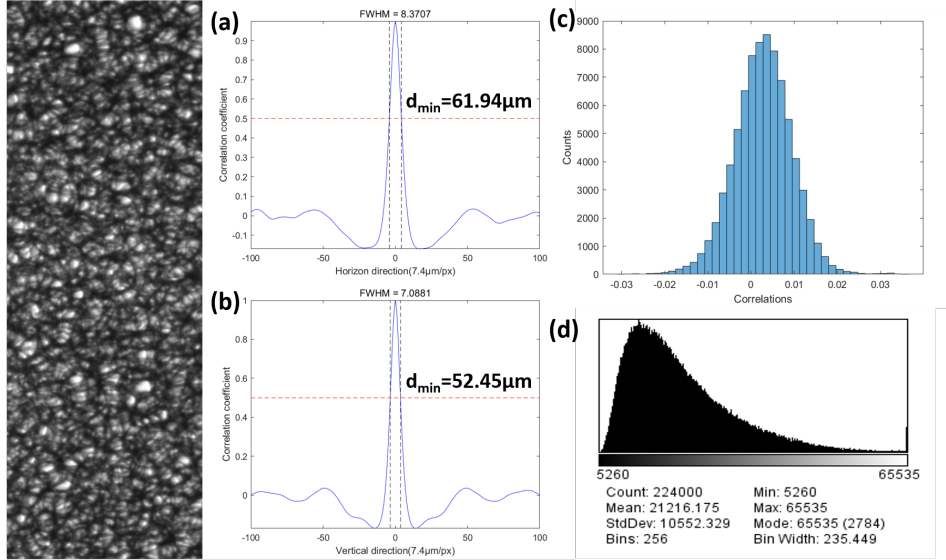 (a)
FWHM = 8.3707
0.9
0.8
0.7
0.6
0.5
0.4
0.3
0.2
0.1
0
-0.1
Correlation coefficient
dmin=61.94μm
-100
-50
0
50
100
Horizon direction(7.4μm/px)
(b)
FWHM = 7.0881
1
0.8
0.6
0.4
0.2
0
Correlation coefficient
dmin=52.45μm
-100
-50
0
50
100
Vertical direction(7.4μm/px)
(c)
9000
8000
7000
6000
5000
4000
3000
2000
1000
0
Counts
-0.03
-0.02
-0.01
0
0.01
0.02
0.03
Correlations
(d)
5260
65535
Count: 224000
Min: 5260
Mean: 21216.175
Max: 65535
StdDev: 10552.329
Mode: 65535 (2784)
Bins: 256
Bin Width: 235.449